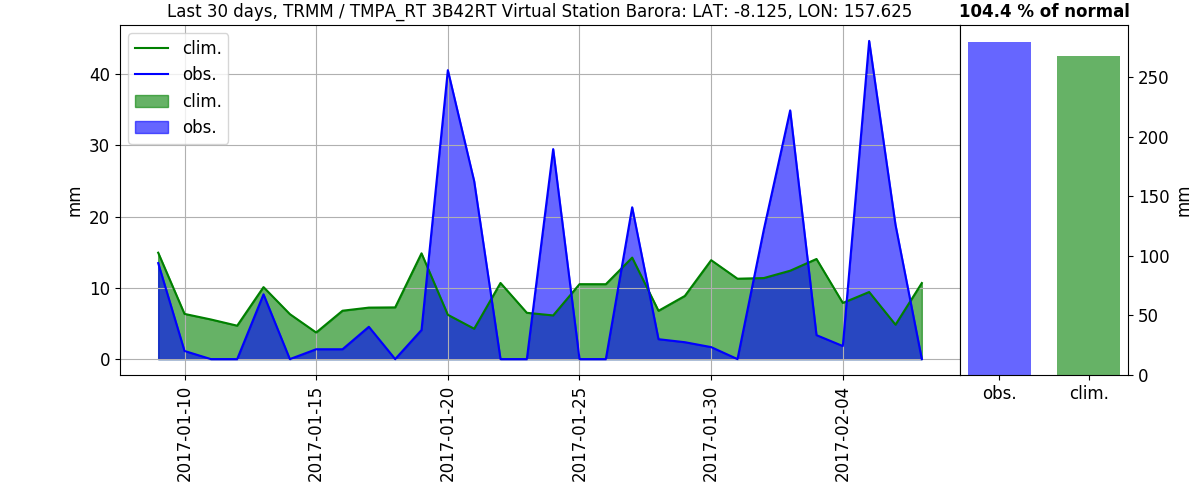 Last 30 days, TRMM / TMPA_RT 3B42RT Virtual Station Barora: LAT: -8.125, LON: 157.625
104.4 % of normal
clim.
obs.
clim.
obs.
mm
40
30
20
10
0
2017-01-10
2017-01-15
2017-01-20
2017-01-25
2017-01-30
2017-02-04
250
200
150
100
50
0
mm
obs.
clim.